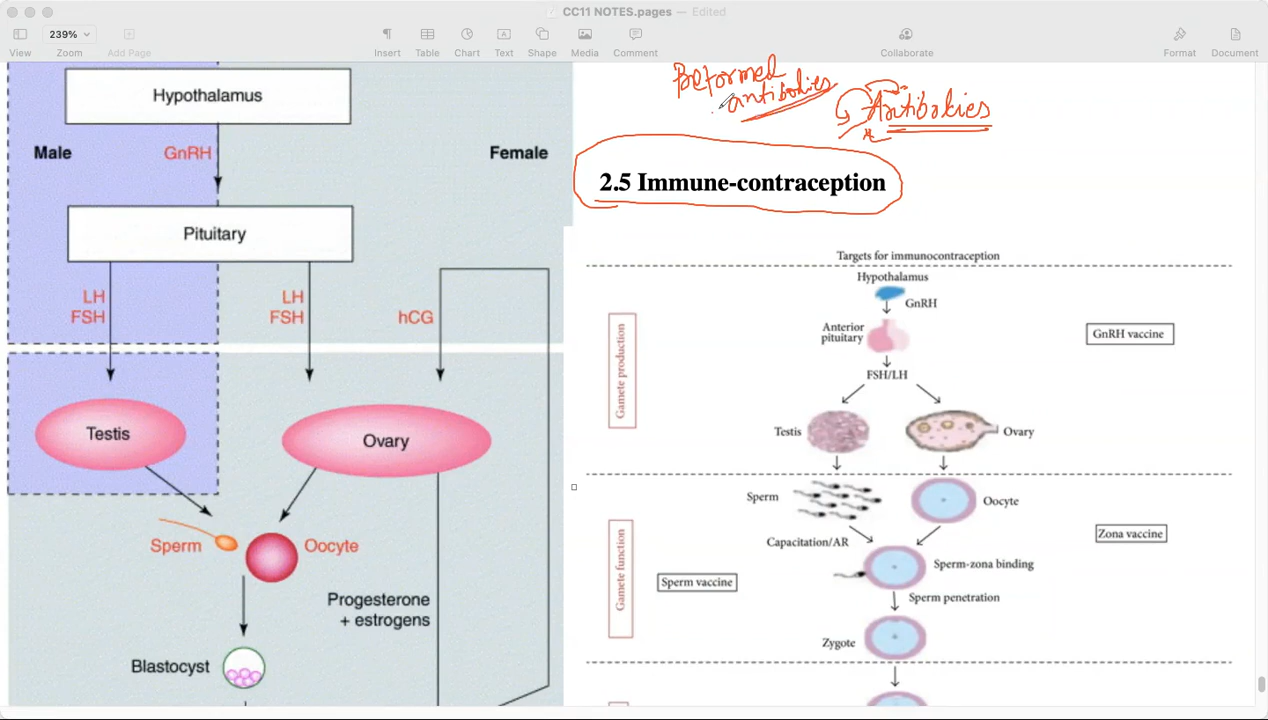 CC11 NOTES.pages — Edited
239%
View Zoom Add Page Insert Table Chart Text Shape Media Comment Collaborate Format Document
Hypothalamus
Male
GnRH
Female
Pituitary
LH
FSH
LH
FSH
hCG
Testis
Ovary
Sperm
Oocyte
Progesterone
+ estrogens
Blastocyst
antibodies
Antibodies
2.5 Immune-contraception
Targets for immunocontraception
Hypothalamus
GnRH
Anterior
pituitary
GnRH vaccine
Gamete production
FSH/LH
Testis
Ovary
Sperm
Oocyte
Capacitation/AR
Zona vaccine
Gamete function
Sperm-zona binding
Sperm vaccine
Sperm penetration
Zygote